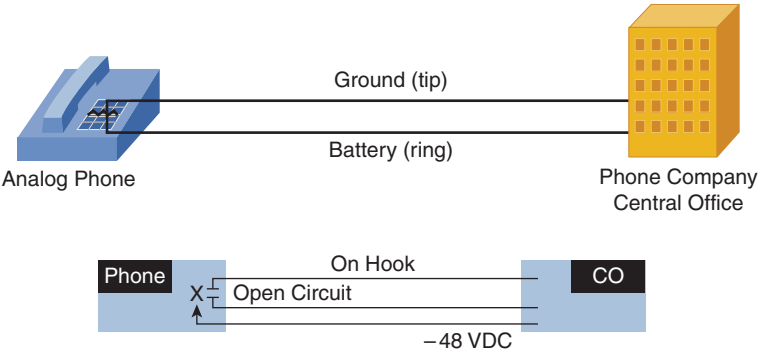 Ground (tip)
Battery (ring)
Analog Phone
Phone Company
Central Office
On Hook
Phone
CO
X
Open Circuit
–48 VDC